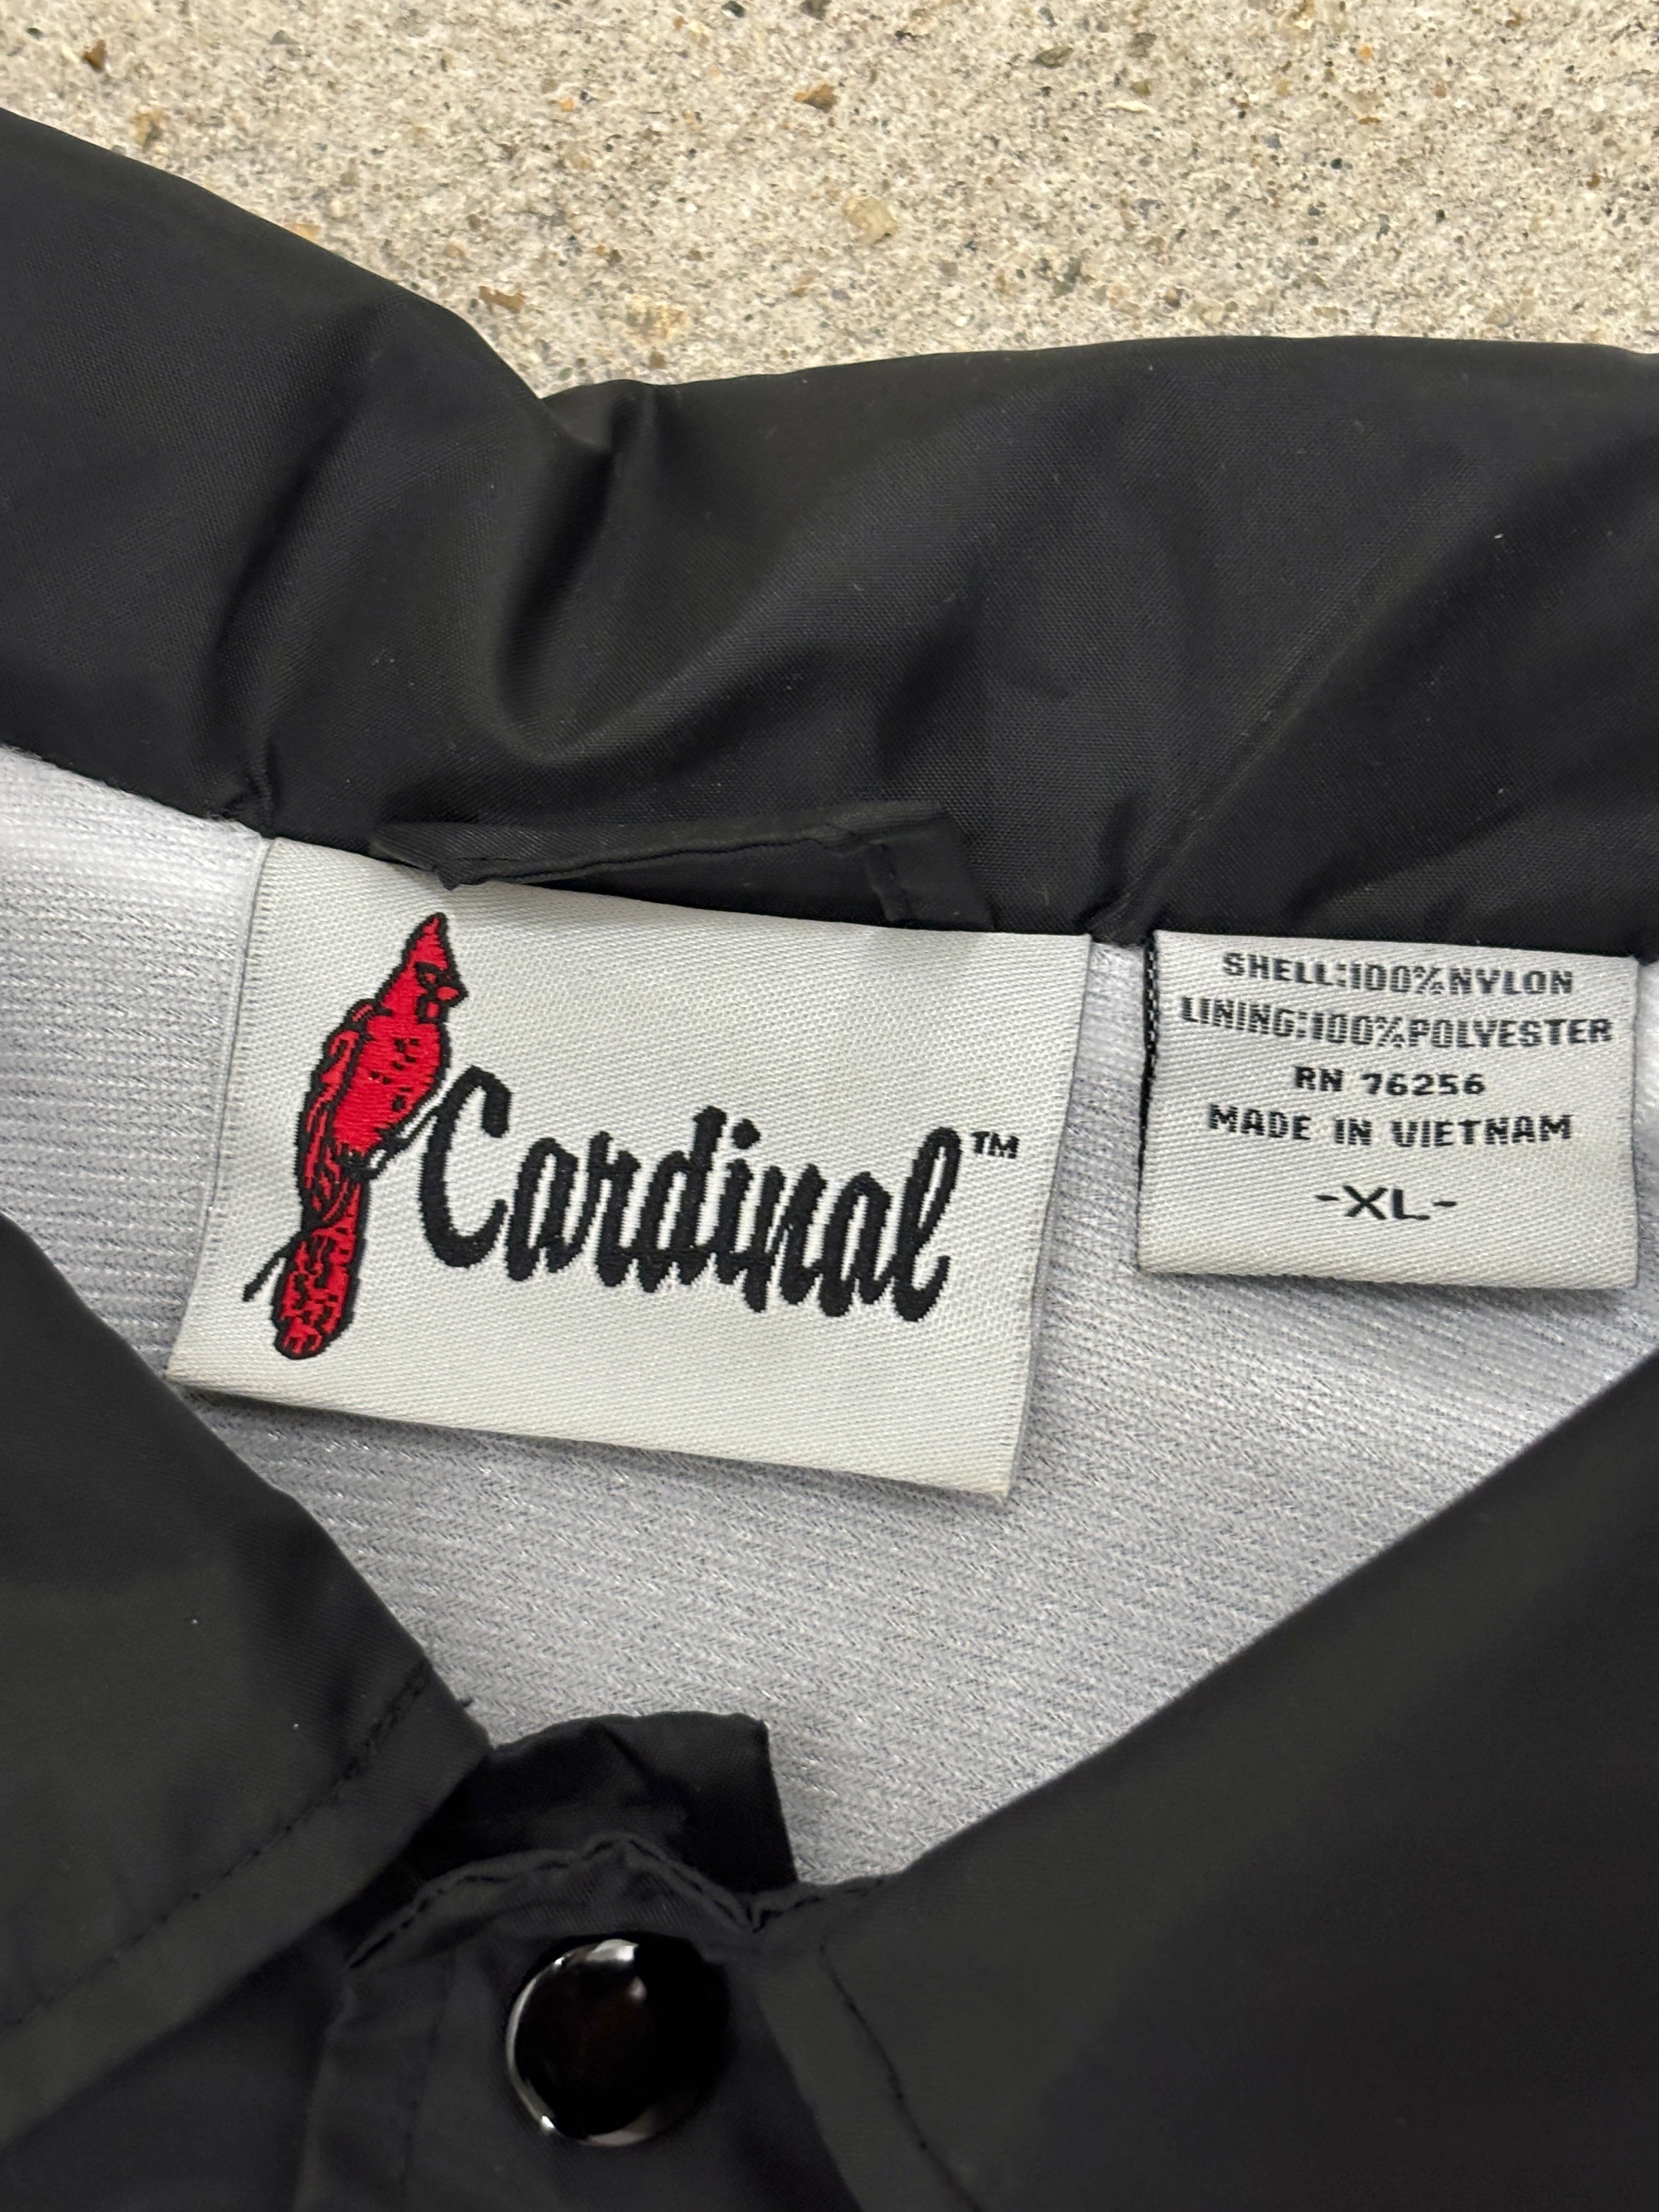 Cardinal™
SHELL:100%NYLON
LINING:100%POLYESTER
RN 76256
MADE IN VIETNAM
-XL-